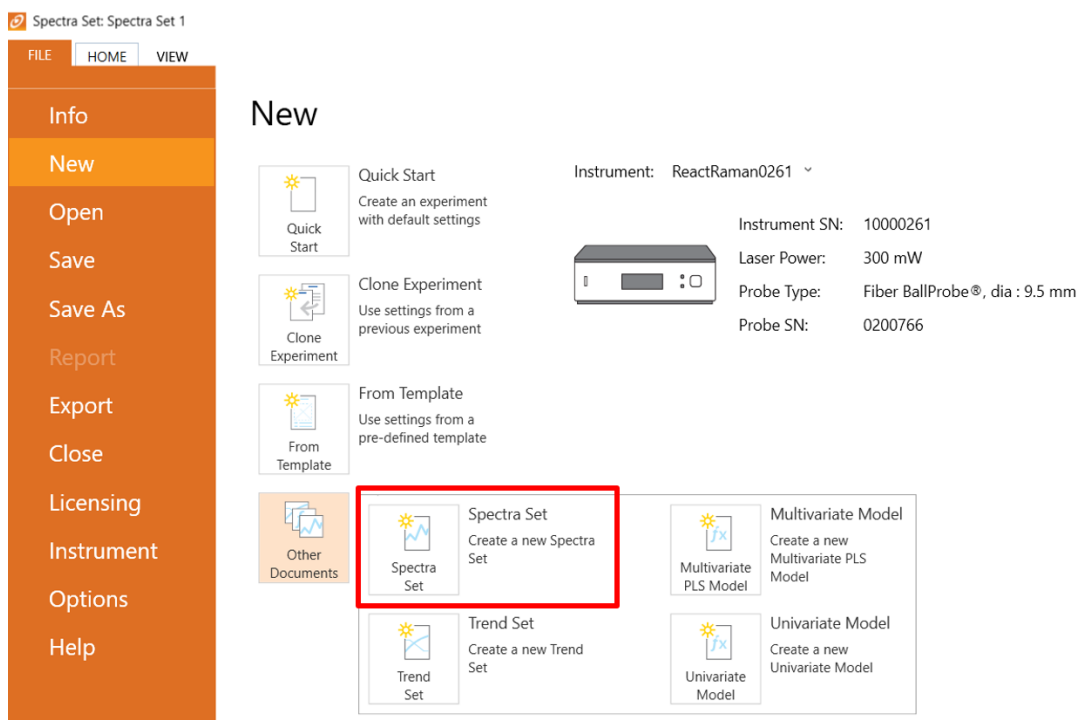 Spectra Set: Spectra Set 1
FILE HOME VIEW
Info
New
Open
Save
Save As
Report
Export
Close
Licensing
Instrument
Options
Help
New
Quick
Start
Quick Start
Create an experiment
with default settings
Clone
Experiment
Clone Experiment
Use settings from a
previous experiment
From
Template
From Template
Use settings from a
pre-defined template
Other
Documents
Spectra
Set
Spectra Set
Create a new Spectra
Set
Multivariate
PLS Model
Multivariate Model
Create a new
Multivariate PLS
Model
Trend
Set
Trend Set
Create a new Trend
Set
Univariate
Model
Univariate Model
Create a new
Univariate Model
Instrument: ReactRaman0261
Instrument SN: 10000261
Laser Power: 300 mW
Probe Type: Fiber BallProbe®, dia : 9.5 mm
Probe SN: 0200766